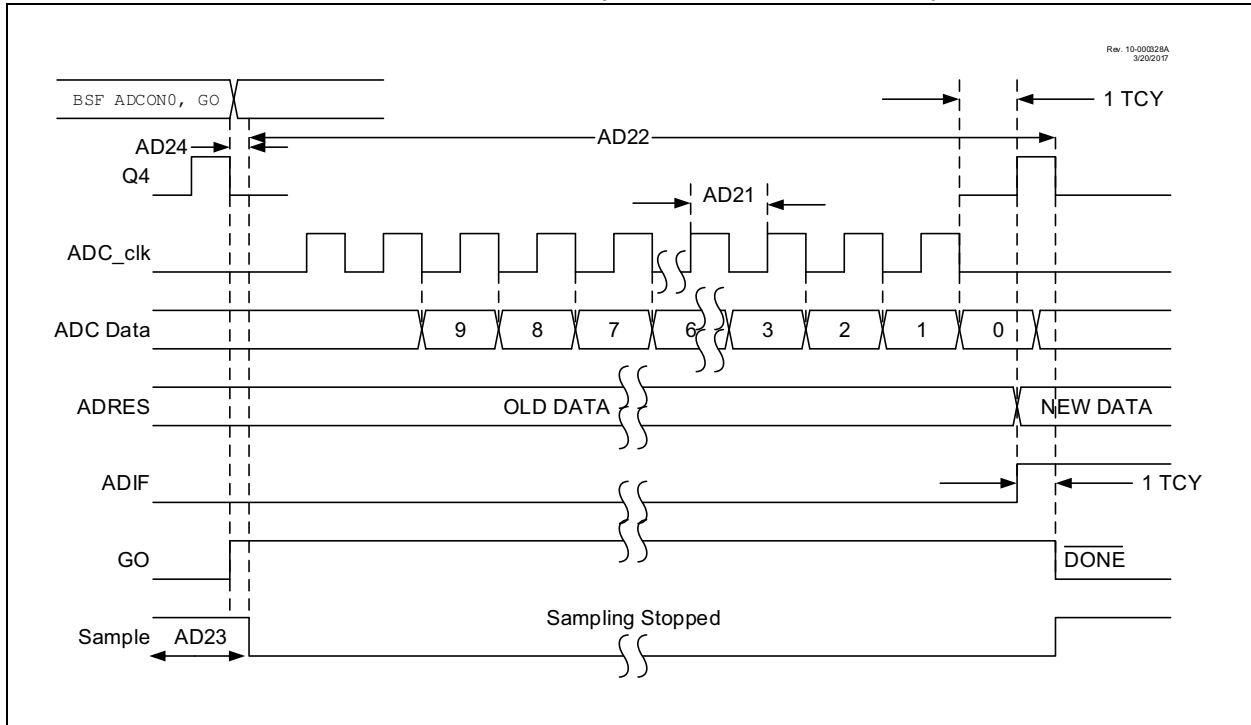 Rev. 10-000328A
3/20/2017
BSF ADCON0, GO
1 TCY
AD24
AD22
Q4
AD21
ADC_clk
ADC Data
9 8 7 6 3 2 1 0
ADRES
OLD DATA
NEW DATA
ADIF
1 TCY
GO
DONE
Sampling Stopped
Sample
AD23